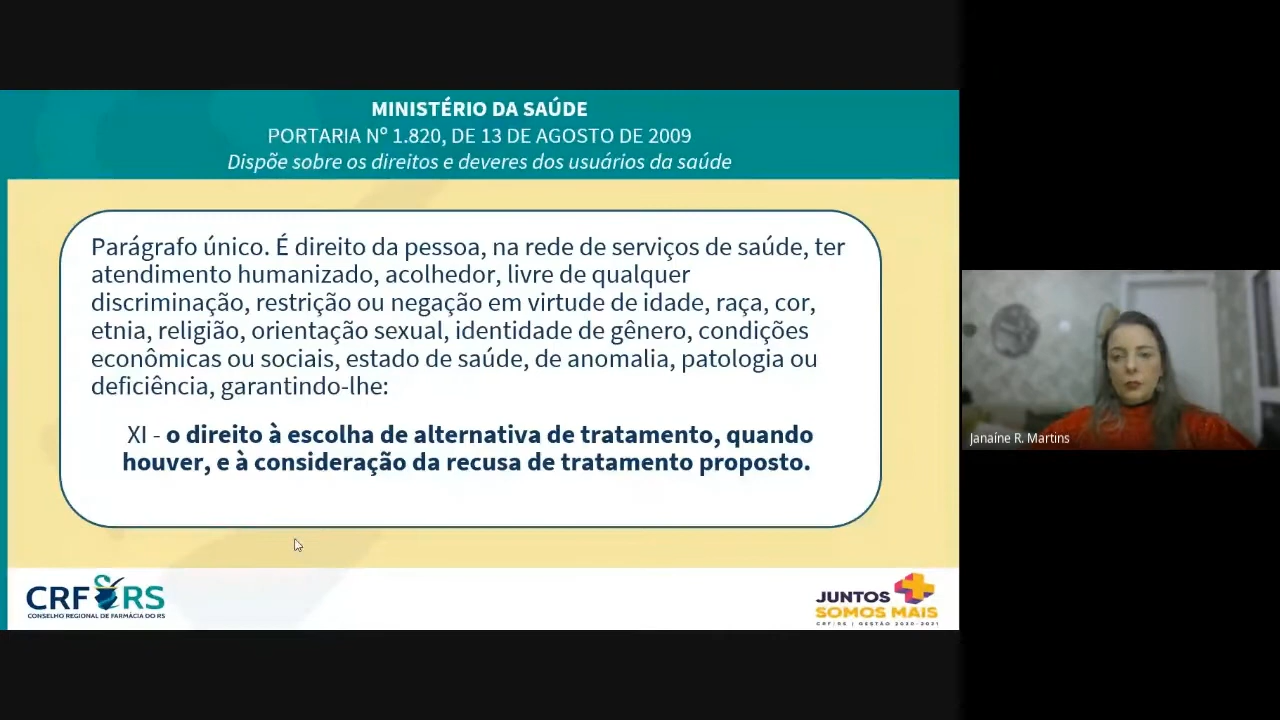 MINISTÉRIO DA SAÚDE
PORTARIA Nº 1.820, DE 13 DE AGOSTO DE 2009
Dispõe sobre os direitos e deveres dos usuários da saúde
Parágrafo único. É direito da pessoa, na rede de serviços de saúde, ter
atendimento humanizado, acolhedor, livre de qualquer
discriminação, restrição ou negação em virtude de idade, raça, cor,
etnia, religião, orientação sexual, identidade de gênero, condições
econômicas ou sociais, estado de saúde, de anomalia, patologia ou
deficiência, garantindo-lhe:
XI - o direito à escolha de alternativa de tratamento, quando
houver, e à consideração da recusa de tratamento proposto.
Janaíne R. Martins
CRF RS
CONSELHO REGIONAL DE FARMÁCIA DO RS
JUNTOS
SOMOS MAIS
CRF/RS | GESTÃO 2020-2021